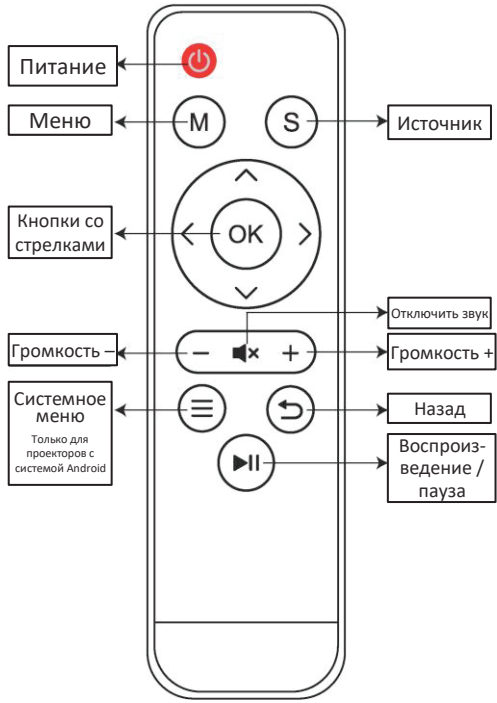 Питание
M
S
Меню
Источник
Кнопки со
стрелками
OK
Отключить звук
Громкость –
– +
Громкость +
Системное
меню
Только для
проекторов с
системой Android
Назад
Воспроиз-
ведение /
пауза